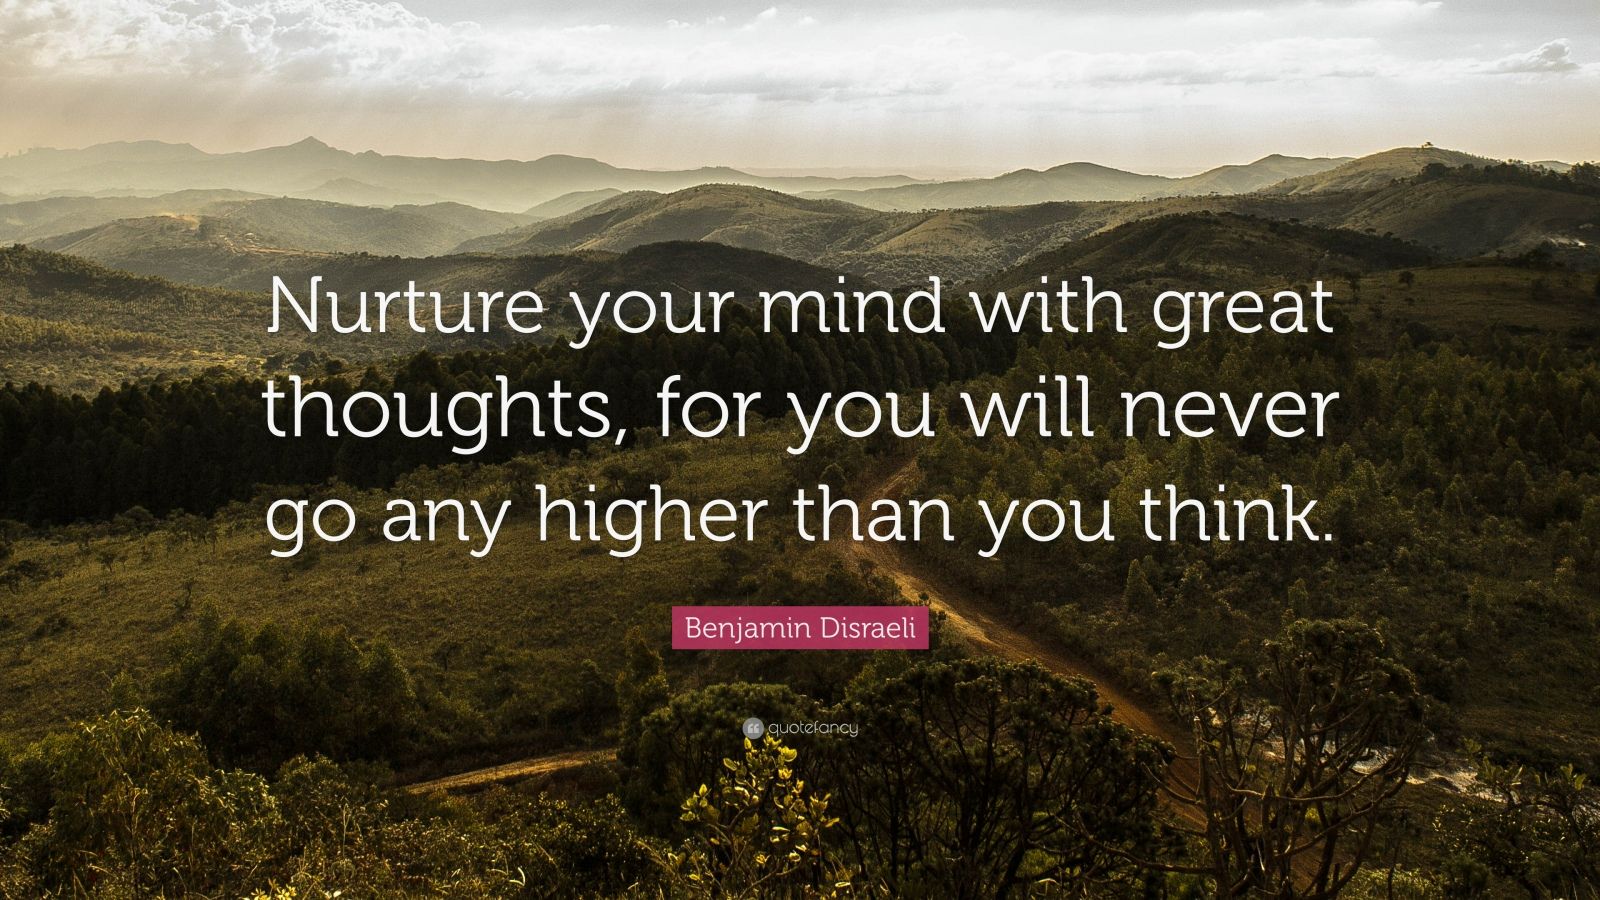 Nurture your mind with great
thoughts, for you will never
go any higher than you think.
Benjamin Disraeli
quotefancy